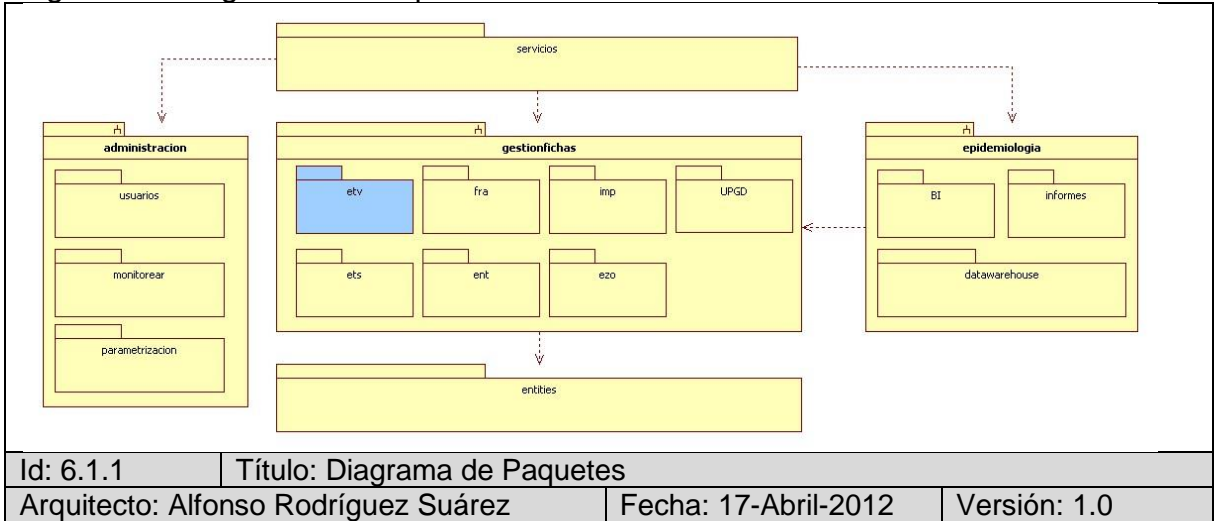 servicios
administracion
usuarios
monitorear
parametrizacion
gestionfichas
etv
fra
imp
UPGD
ets
ent
ezo
epidemiologia
BI
informes
datawarehouse
entities
Id: 6.1.1
Título: Diagrama de Paquetes
Arquitecto: Alfonso Rodríguez Suárez
Fecha: 17-Abril-2012
Versión: 1.0